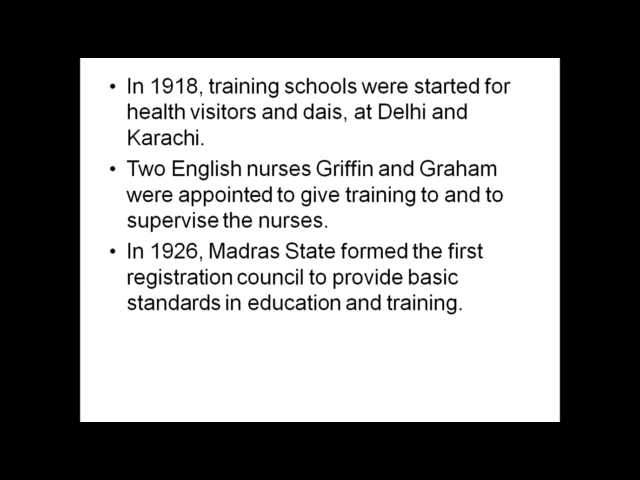 • In 1918, training schools were started for
health visitors and dais, at Delhi and
Karachi.
• Two English nurses Griffin and Graham
were appointed to give training to and to
supervise the nurses.
• In 1926, Madras State formed the first
registration council to provide basic
standards in education and training.